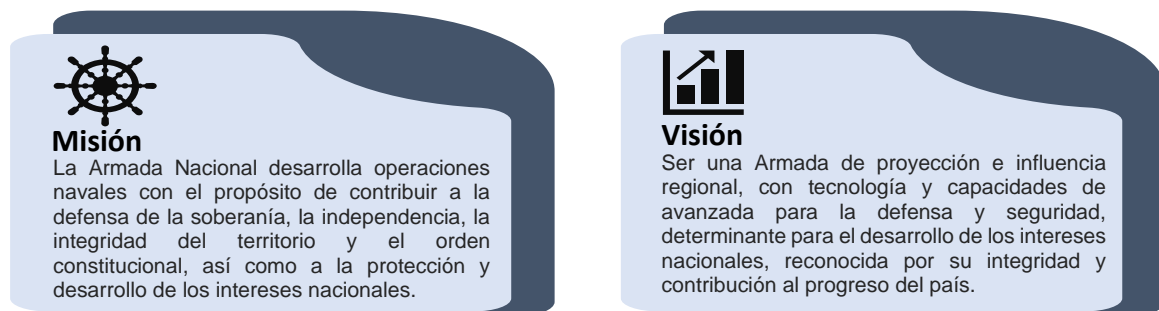 Misión
La Armada Nacional desarrolla operaciones
navales con el propósito de contribuir a la
defensa de la soberanía, la independencia, la
integridad del territorio y el orden
constitucional, así como a la protección y
desarrollo de los intereses nacionales.
Visión
Ser una Armada de proyección e influencia
regional, con tecnología y capacidades de
avanzada para la defensa y seguridad,
determinante para el desarrollo de los intereses
nacionales, reconocida por su integridad y
contribución al progreso del país.